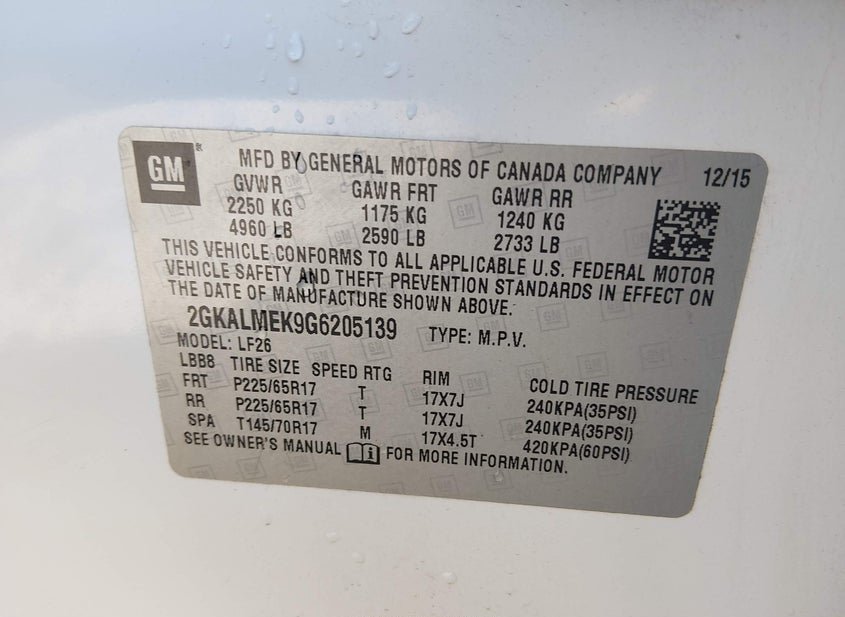 GM
MFD BY GENERAL MOTORS OF CANADA COMPANY 12/15
GVWR GAWR FRT GAWR RR
2250 KG 1175 KG 1240 KG
4960 LB 2590 LB 2733 LB
THIS VEHICLE CONFORMS TO ALL APPLICABLE U.S. FEDERAL MOTOR
VEHICLE SAFETY AND THEFT PREVENTION STANDARDS IN EFFECT ON
THE DATE OF MANUFACTURE SHOWN ABOVE.
2GKALMEK9G6205139 TYPE: M.P.V.
MODEL: LF26
LBB8 TIRE SIZE SPEED RTG RIM COLD TIRE PRESSURE
FRT P225/65R17 T 17X7J 240KPA(35PSI)
RR P225/65R17 T 17X7J 240KPA(35PSI)
SPA T145/70R17 M 17X4.5T 420KPA(60PSI)
SEE OWNER'S MANUAL i FOR MORE INFORMATION.